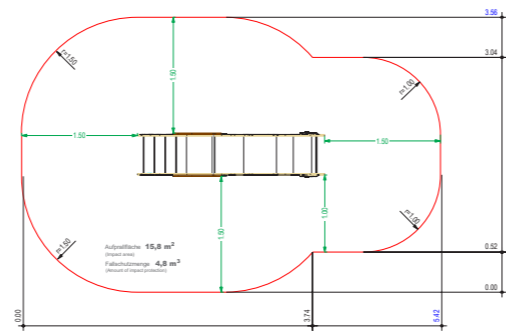 3.56
3.04
r=1.50
1.50
r=1.00
1.50
1.50
1.50
1.00
r=1.00
r=1.50
Aufprallfläche 15,8 m²
(Impact area)
Fallschutzmenge 4,8 m³
(Amount of impact protection)
0.52
0.00
0.00
3.74
5.42